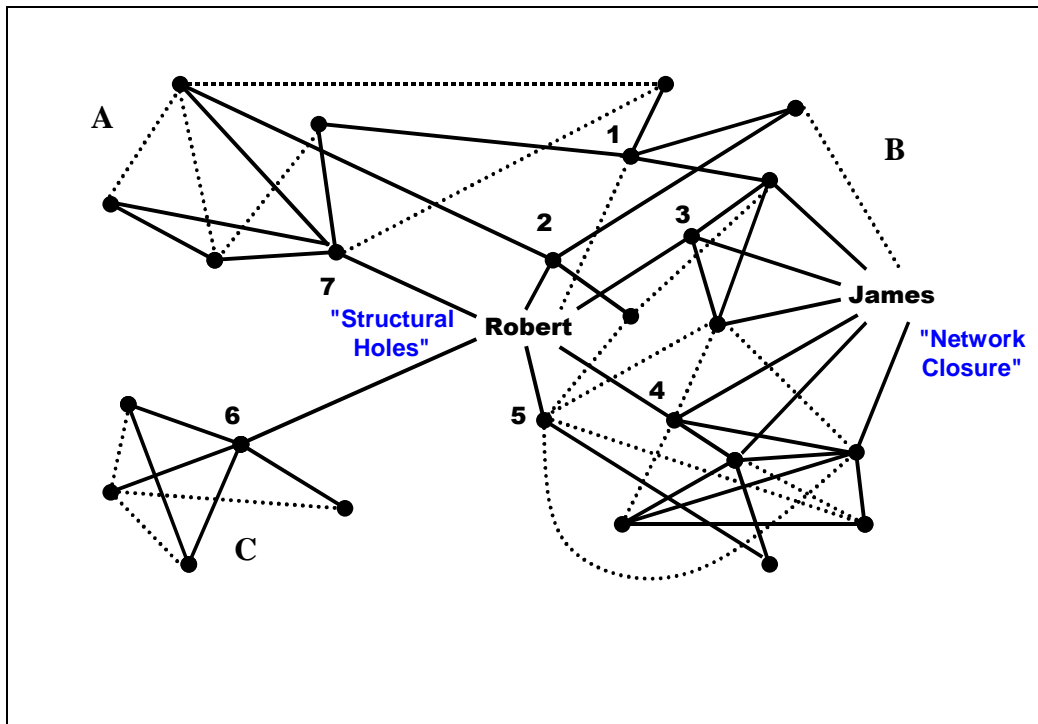 A
1
B
2
3
7
James
"Structural
Holes"
Robert
"Network
Closure"
6
5
4
C